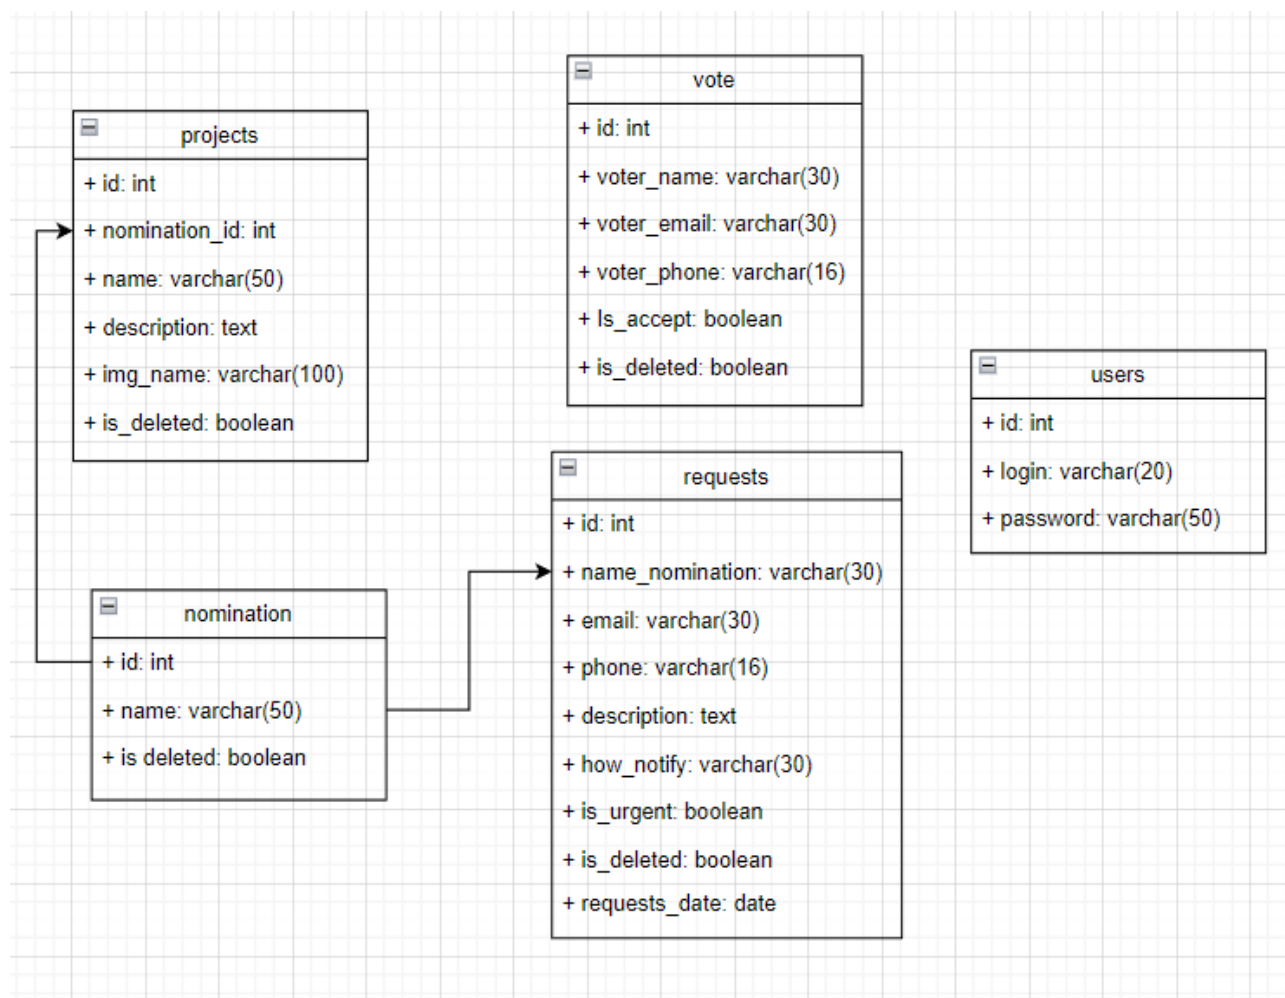 projects
+ id: int
+ nomination_id: int
+ name: varchar(50)
+ description: text
+ img_name: varchar(100)
+ is_deleted: boolean
vote
+ id: int
+ voter_name: varchar(30)
+ voter_email: varchar(30)
+ voter_phone: varchar(16)
+ Is_accept: boolean
+ is_deleted: boolean
users
+ id: int
+ login: varchar(20)
+ password: varchar(50)
nomination
+ id: int
+ name: varchar(50)
+ is deleted: boolean
requests
+ id: int
+ name_nomination: varchar(30)
+ email: varchar(30)
+ phone: varchar(16)
+ description: text
+ how_notify: varchar(30)
+ is_urgent: boolean
+ is_deleted: boolean
+ requests_date: date